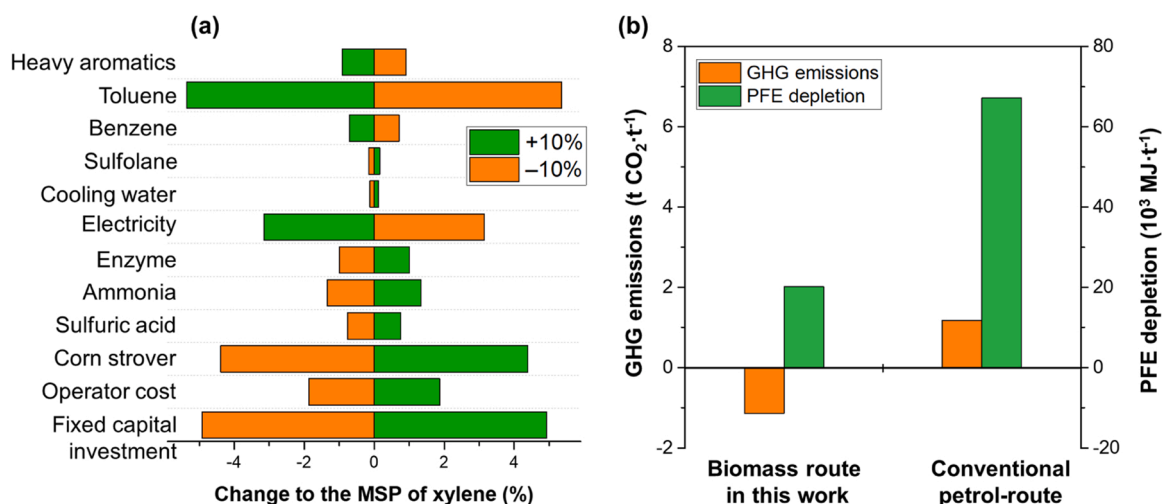 (a)
Heavy aromatics
Toluene
Benzene
Sulfolane
Cooling water
Electricity
Enzyme
Ammonia
Sulfuric acid
Corn strover
Operator cost
Fixed capital
investment
+10%
–10%
-4
-2
0
2
4
Change to the MSP of xylene (%)
(b)
GHG emissions
PFE depletion
8
6
4
2
0
-2
GHG emissions (t CO₂·t⁻¹)
80
60
40
20
0
-20
PFE depletion (10³ MJ·t⁻¹)
Biomass route
in this work
Conventional
petrol-route